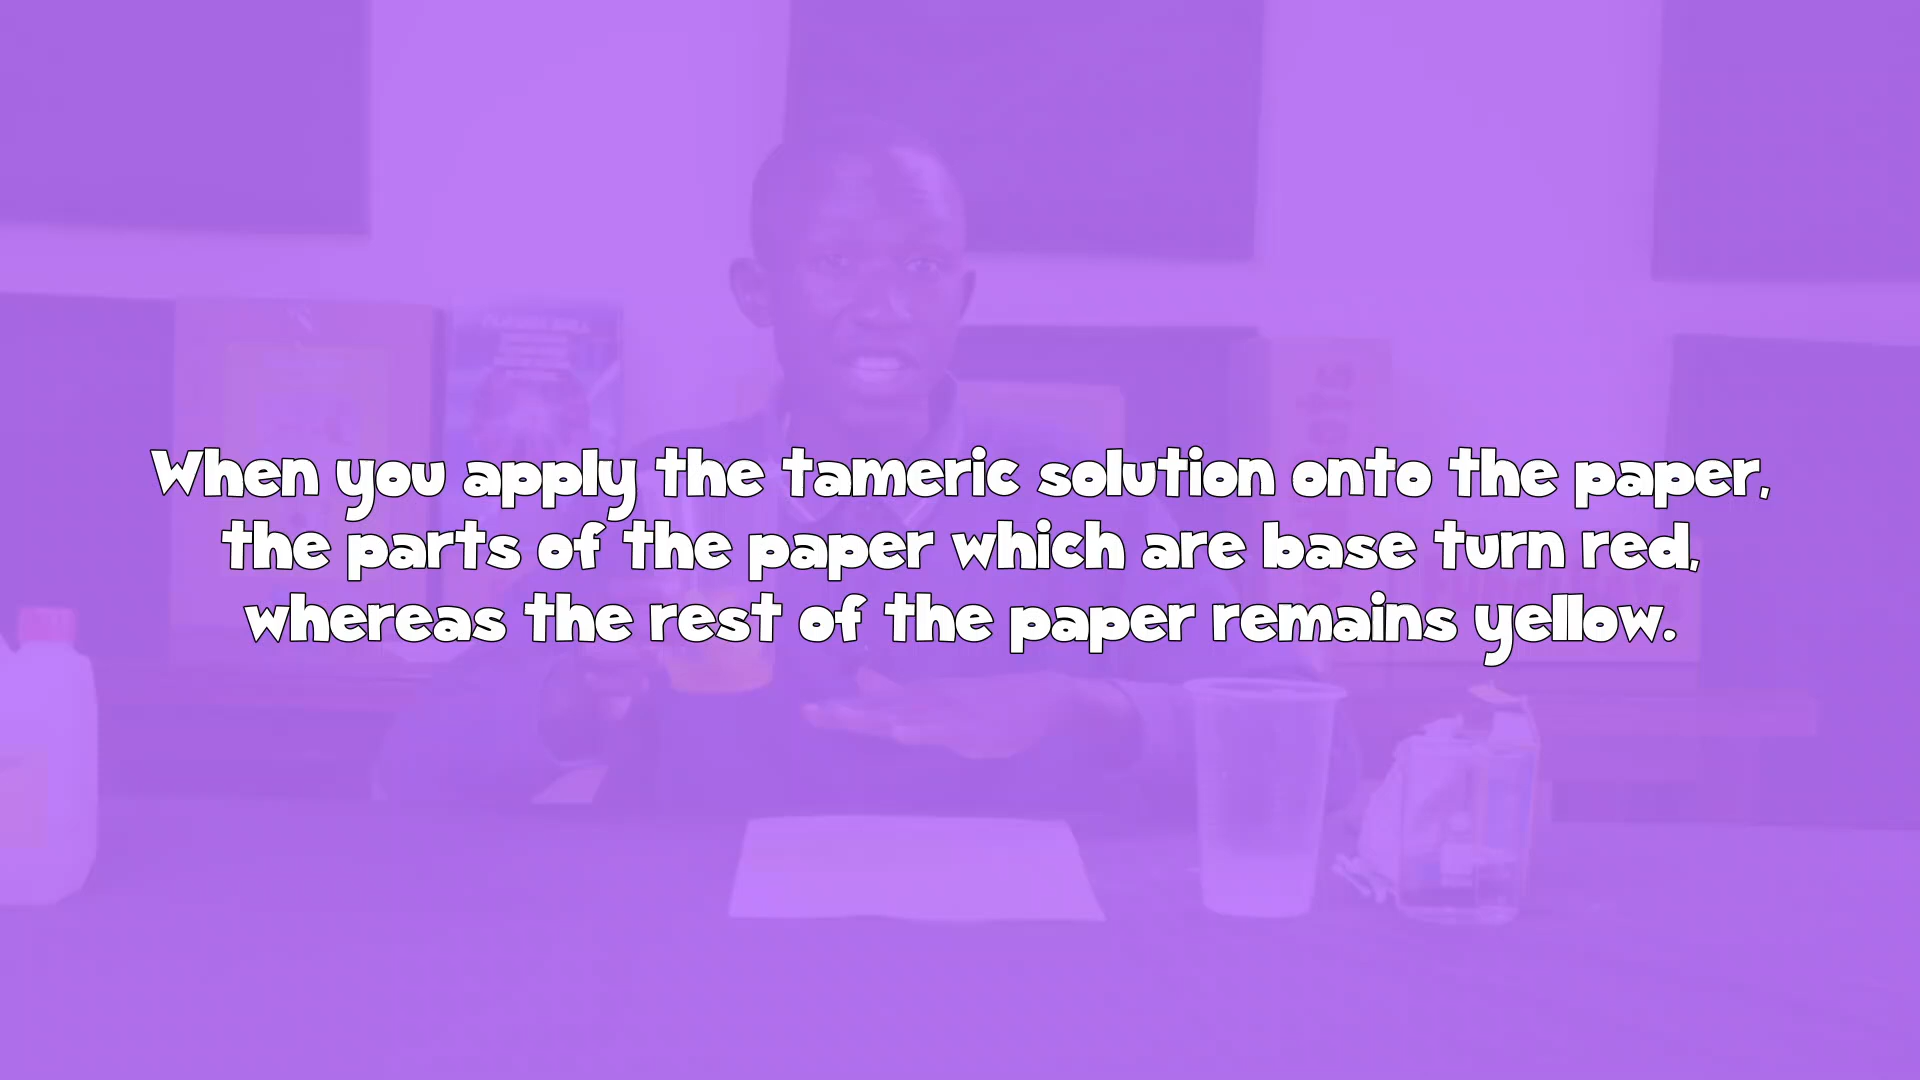 When you apply the tameric solution onto the paper,
the parts of the paper which are base turn red,
whereas the rest of the paper remains yellow.